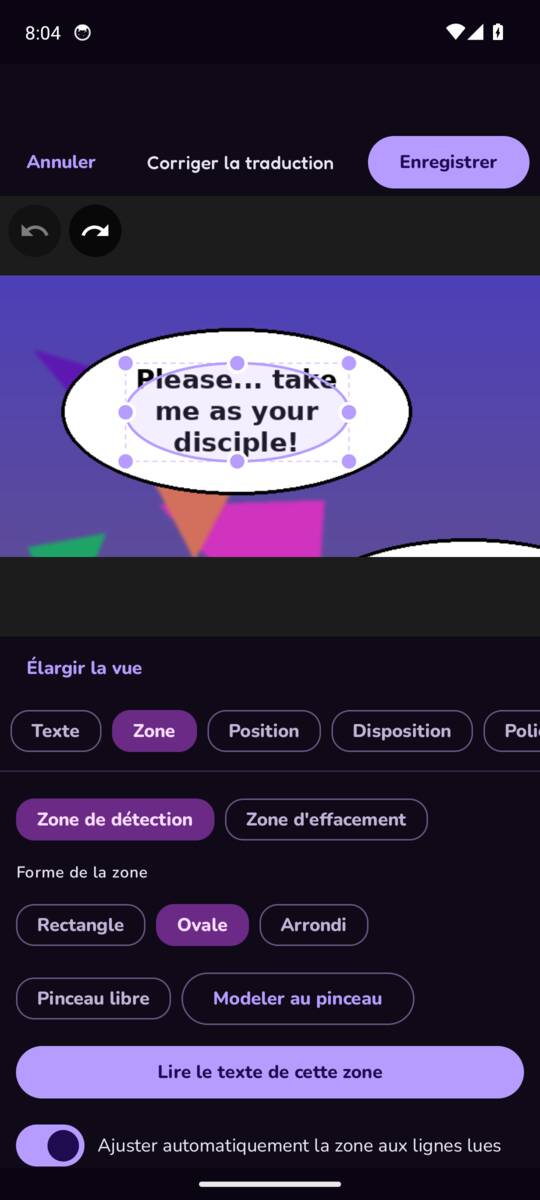 8:04
Annuler
Corriger la traduction
Enregistrer
Please... take
me as your
disciple!
Élargir la vue
Texte
Zone
Position
Disposition
Zone de détection
Zone d'effacement
Forme de la zone
Rectangle
Ovale
Arrondi
Pinceau libre
Modeler au pinceau
Lire le texte de cette zone
Ajuster automatiquement la zone aux lignes lues